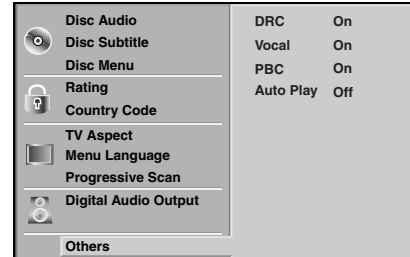 Disc Audio
Disc Subtitle
Disc Menu
Rating
Country Code
TV Aspect
Menu Language
Progressive Scan
Digital Audio Output
Others
DRC On
Vocal On
PBC On
Auto Play Off